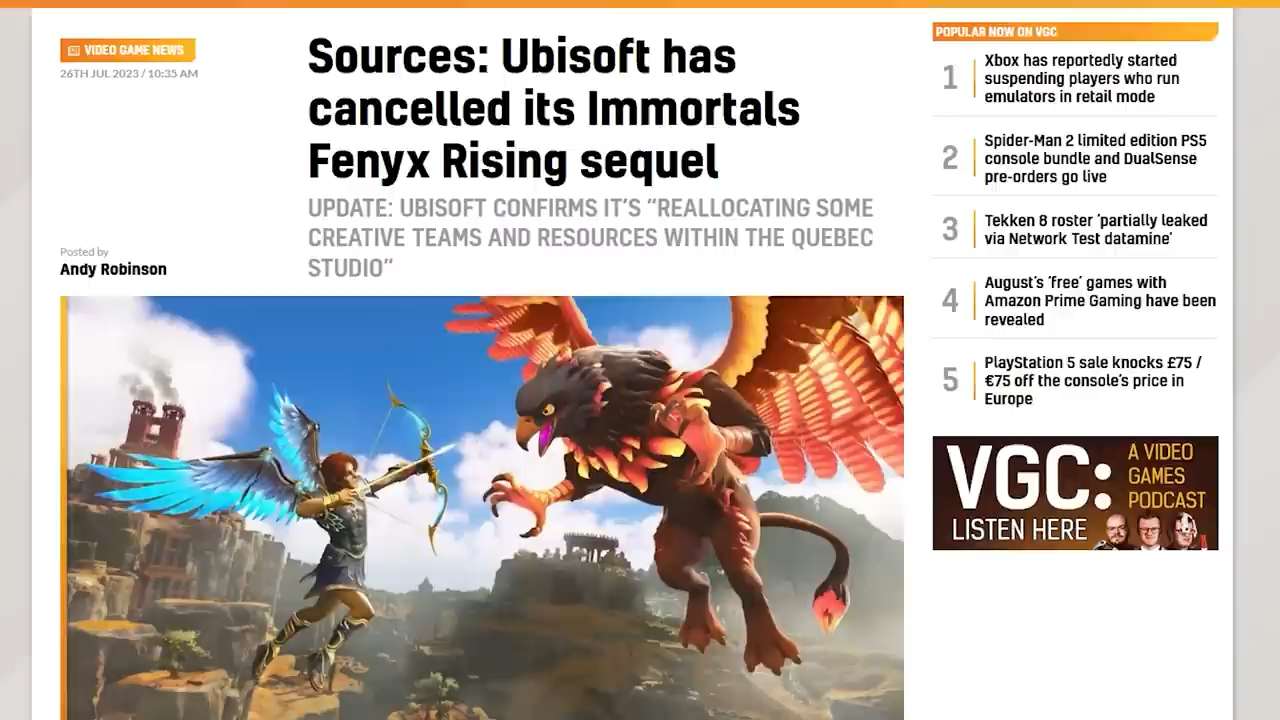 VIDEO GAME NEWS
26TH JUL 2023 / 10:35 AM
Sources: Ubisoft has
cancelled its Immortals
Fenyx Rising sequel
UPDATE: UBISOFT CONFIRMS IT'S “REALLOCATING SOME
CREATIVE TEAMS AND RESOURCES WITHIN THE QUEBEC
STUDIO”
Posted by
Andy Robinson
POPULAR NOW ON VGC
1
Xbox has reportedly started
suspending players who run
emulators in retail mode
2
Spider-Man 2 limited edition PS5
console bundle and DualSense
pre-orders go live
3
Tekken 8 roster ‘partially leaked
via Network Test datamine’
4
August’s ‘free’ games with
Amazon Prime Gaming have been
revealed
5
PlayStation 5 sale knocks £75 /
€75 off the console’s price in
Europe
VGC:
A VIDEO
GAMES
PODCAST
LISTEN HERE